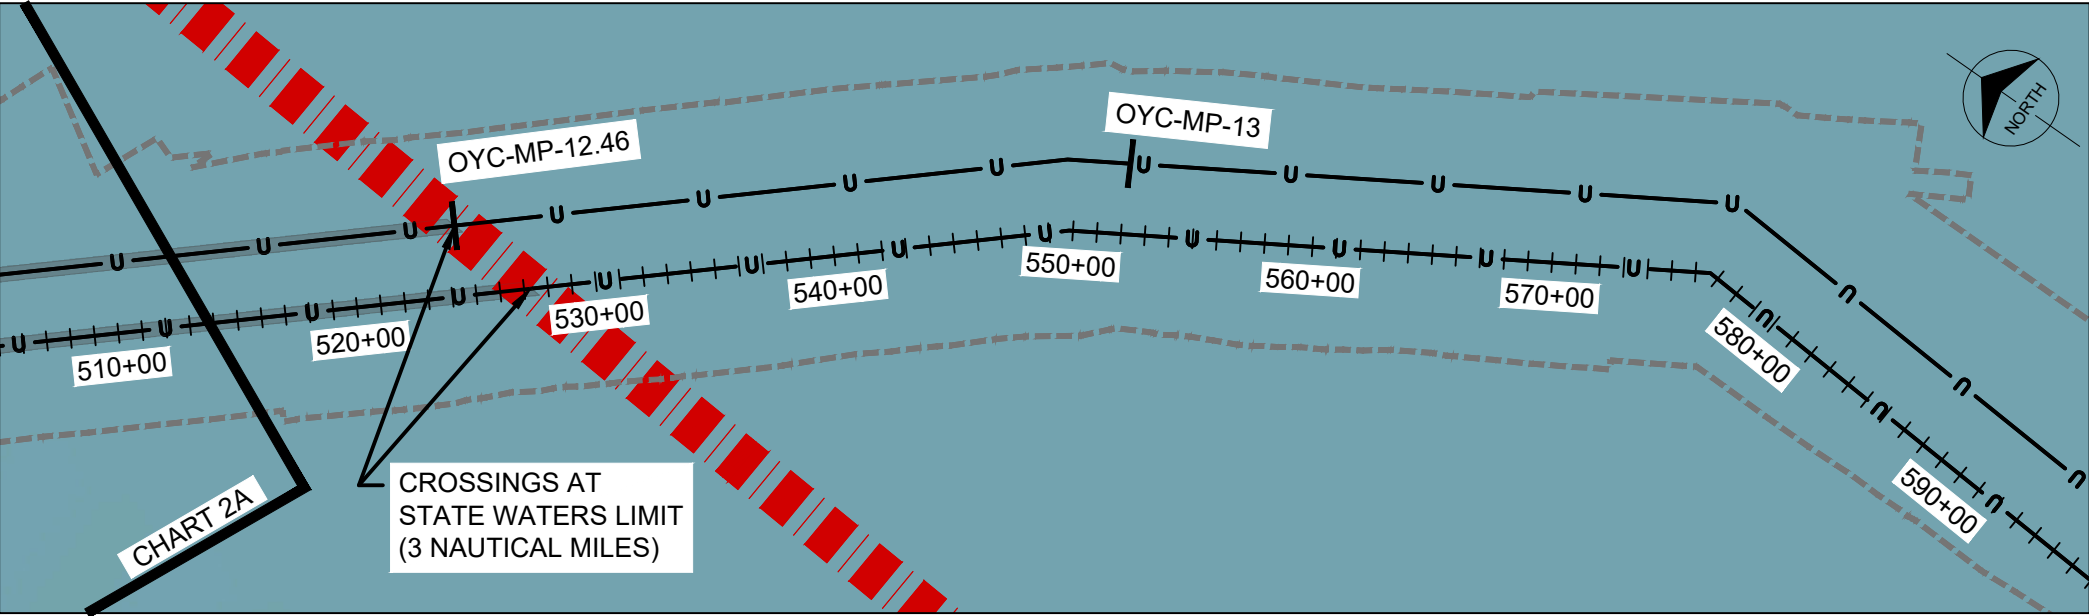 OYC-MP-12.46
OYC-MP-13
NORTH
U U U U U U U U U U U U U U U
U U U U U U U U U U U U U U U
510+00
520+00
530+00
540+00
550+00
560+00
570+00
580+00
590+00
CROSSINGS AT
STATE WATERS LIMIT
(3 NAUTICAL MILES)
CHART 2A